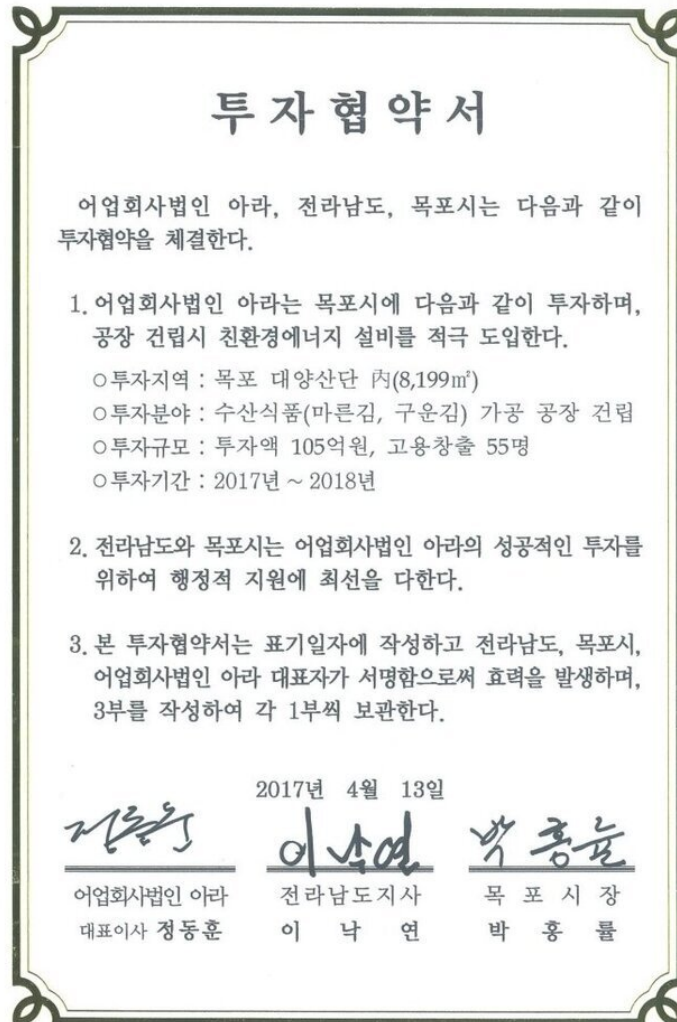 투자협약서
어업회사법인 아라, 전라남도, 목포시는 다음과 같이
투자협약을 체결한다.
1. 어업회사법인 아라는 목포시에 다음과 같이 투자하며,
공장 건립시 친환경에너지 설비를 적극 도입한다.
○투자지역 : 목포 대양산단 內(8,199㎡)
○투자분야 : 수산식품(마른김, 구운김) 가공 공장 건립
○투자규모 : 투자액 105억원, 고용창출 55명
○투자기간 : 2017년 ~ 2018년
2. 전라남도와 목포시는 어업회사법인 아라의 성공적인 투자를
위하여 행정적 지원에 최선을 다한다.
3. 본 투자협약서는 표기일자에 작성하고 전라남도, 목포시,
어업회사법인 아라 대표자가 서명함으로써 효력을 발생하며,
3부를 작성하여 각 1부씩 보관한다.
2017년 4월 13일
정동훈 이낙연 박홍률
어업회사법인 아라 전라남도지사 목 포 시 장
대표이사 정동훈 이 낙 연 박 홍 률